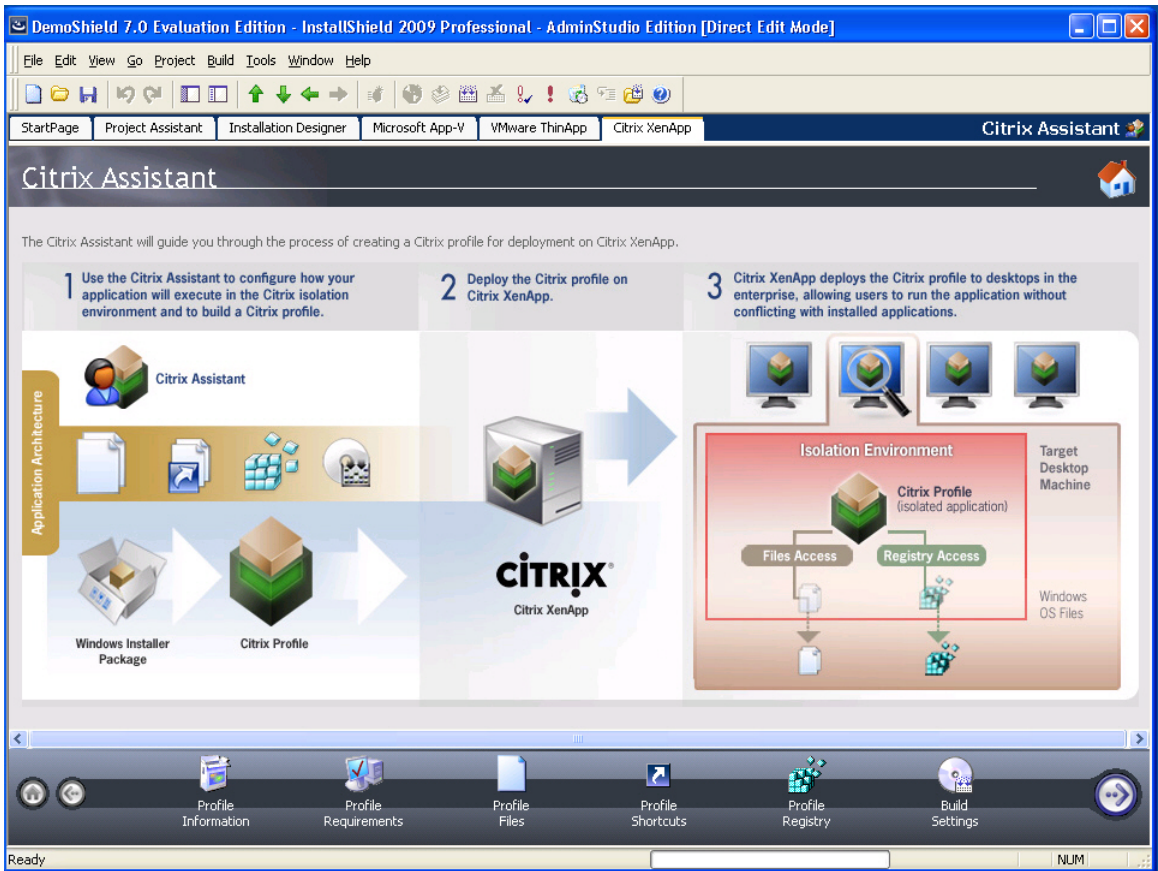 DemoShield 7.0 Evaluation Edition - InstallShield 2009 Professional - AdminStudio Edition [Direct Edit Mode]
File Edit View Go Project Build Tools Window Help
StartPage Project Assistant Installation Designer Microsoft App-V VMware ThinApp Citrix XenApp Citrix Assistant
Citrix Assistant
The Citrix Assistant will guide you through the process of creating a Citrix profile for deployment on Citrix XenApp.
1 Use the Citrix Assistant to configure how your
application will execute in the Citrix isolation
environment and to build a Citrix profile.
2 Deploy the Citrix profile on
Citrix XenApp.
3 Citrix XenApp deploys the Citrix profile to desktops in the
enterprise, allowing users to run the application without
conflicting with installed applications.
Application Architecture
Citrix Assistant
Windows Installer
Package
Citrix Profile
CİTRIX
Citrix XenApp
Isolation Environment
Citrix Profile
(isolated application)
Files Access
Registry Access
Target
Desktop
Machine
Windows
OS Files
Profile
Information
Profile
Requirements
Profile
Files
Profile
Shortcuts
Profile
Registry
Build
Settings
Ready NUM